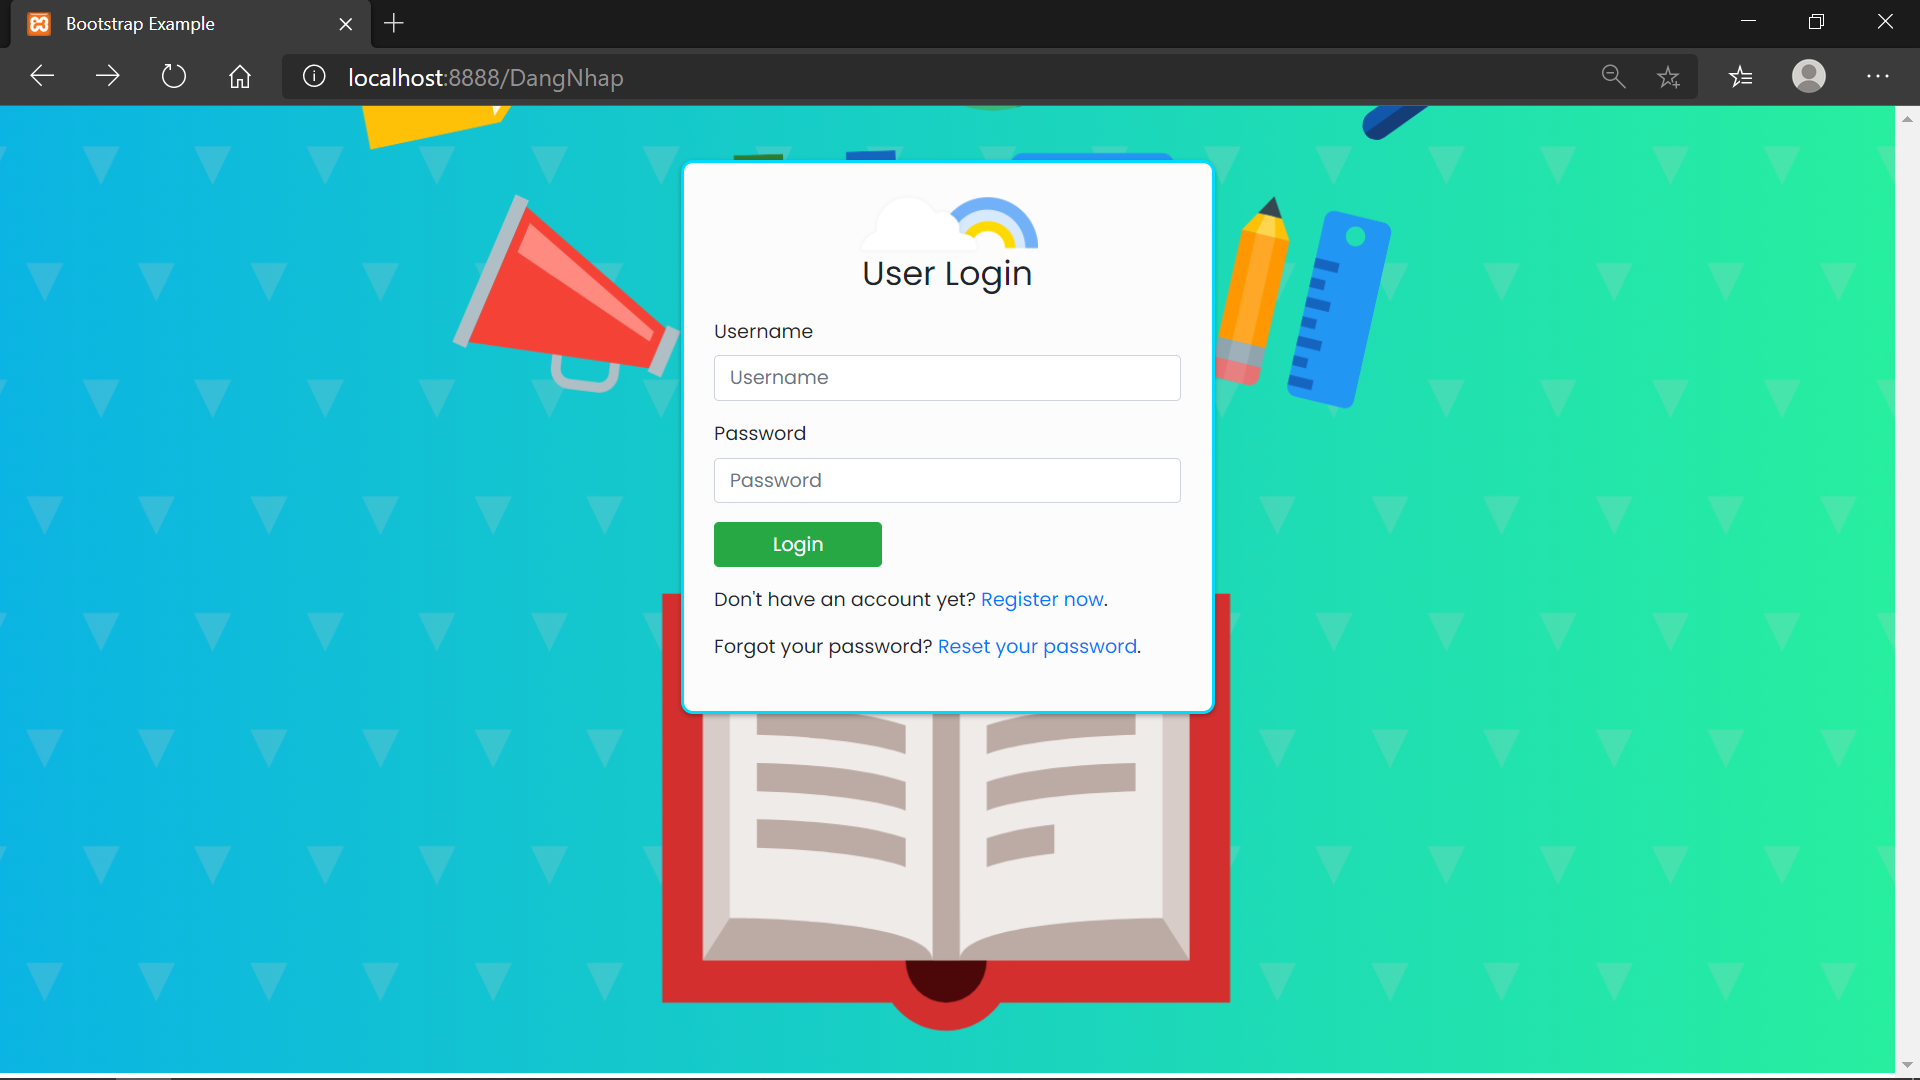 Bootstrap Example
localhost:8888/DangNhap
User Login
Username
Username
Password
Password
Login
Don't have an account yet? Register now.
Forgot your password? Reset your password.